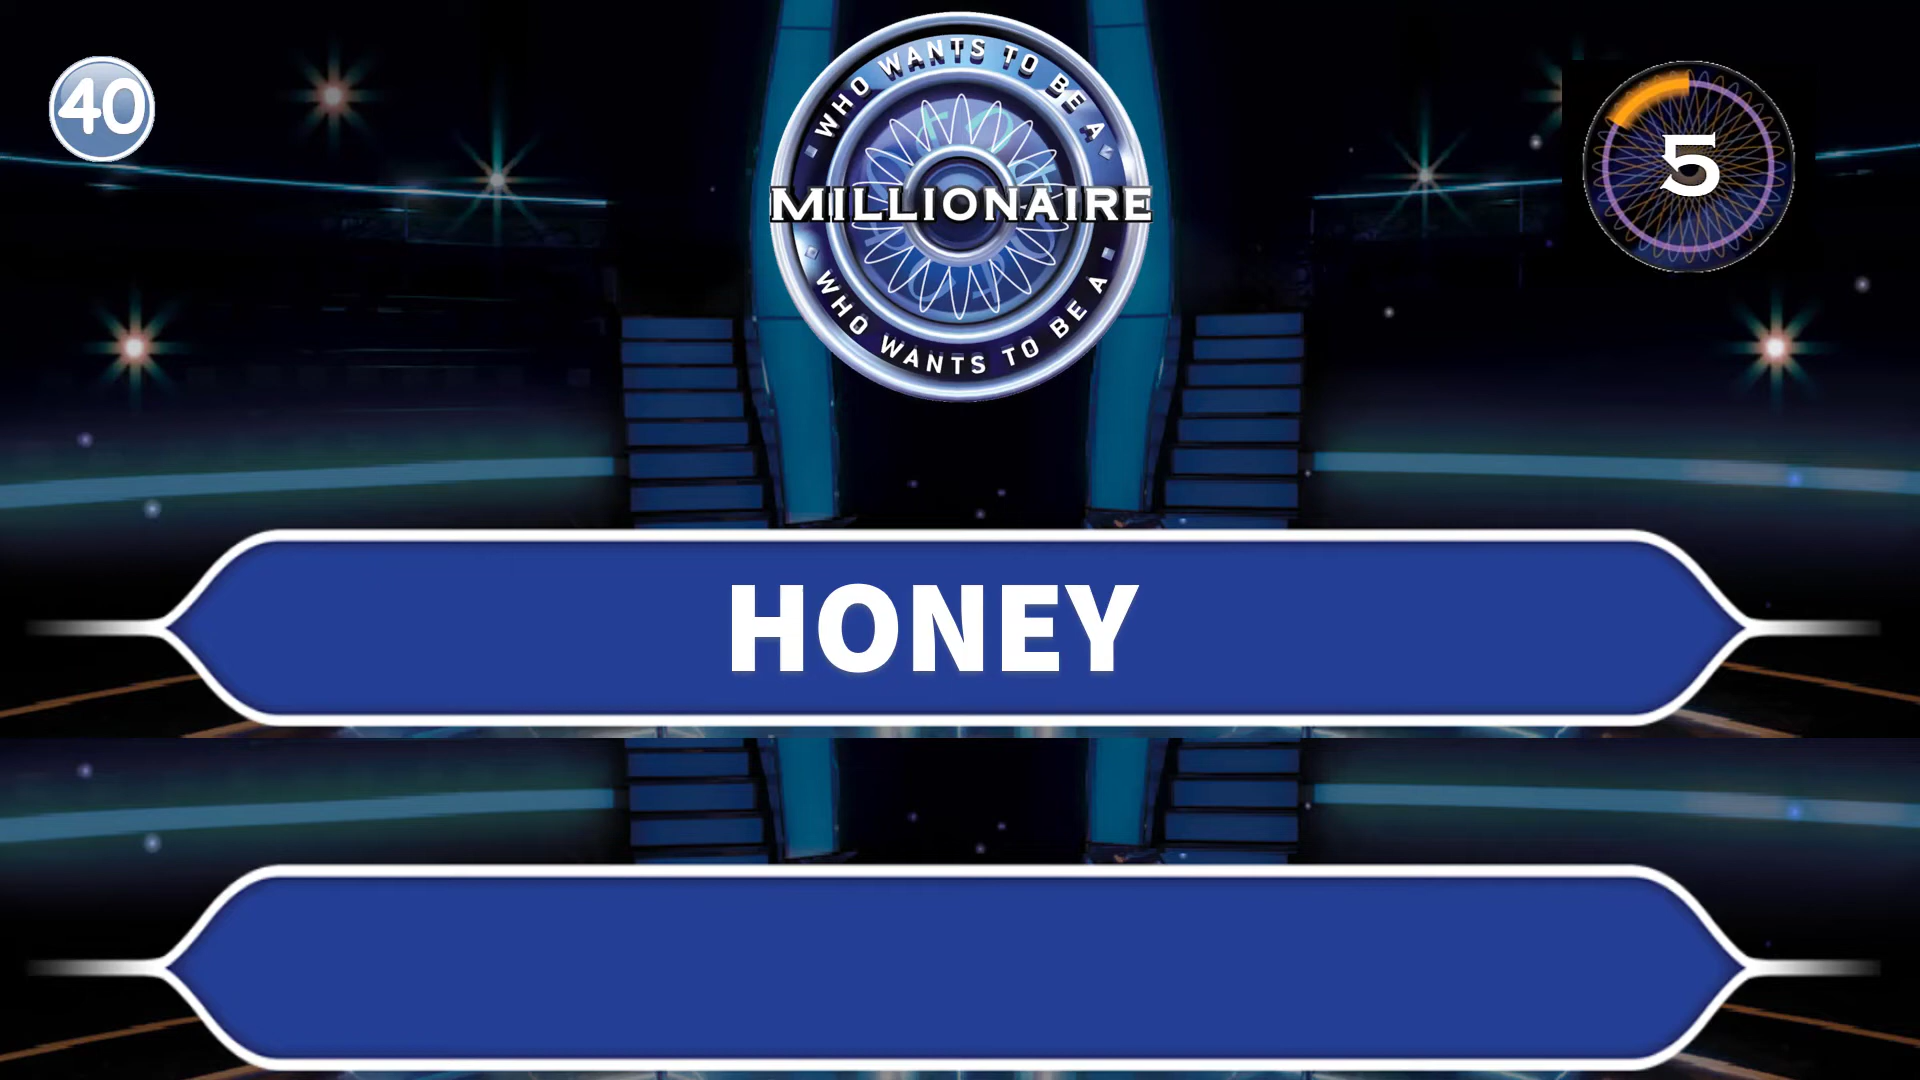 40
WHO WANTS TO BE A
MILLIONAIRE
WHO WANTS TO BE A
5
HONEY